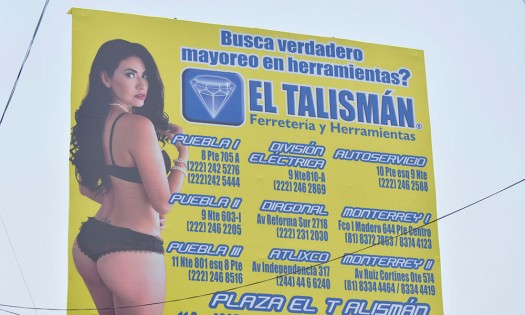 Busca verdadero
mayoreo en herramientas?
EL TALISMÁN
Ferretería y Herramientas
PUEBLA I
8 Pte 705 A
(222) 242 5276
(222)242 5444
DIVISIÓN
ELÉCTRICA
9 Nte810-A
(222) 246 2869
AUTOSERVICIO
10 Pte esq 9 Nte
(222) 246 2588
PUEBLA II
9 Nte 603-I
(222) 246 2205
DIAGONAL
Av Reforma Sur 2718
(222) 231 2030
MONTERREY I
Fco I Madero 644 Pte Centro
(81) 8372 7863/ 8374 4123
PUEBLA III
11 Nte 801 esq 8 Pte
(222) 246 8516
ATLIXCO
Av Independencia 317
(244) 44 6 6240
MONTERREY II
Av Ruiz Cortines Ote 574
(81) 8334 4464 / 8334 4419
PLAZA EL TALISMÁN